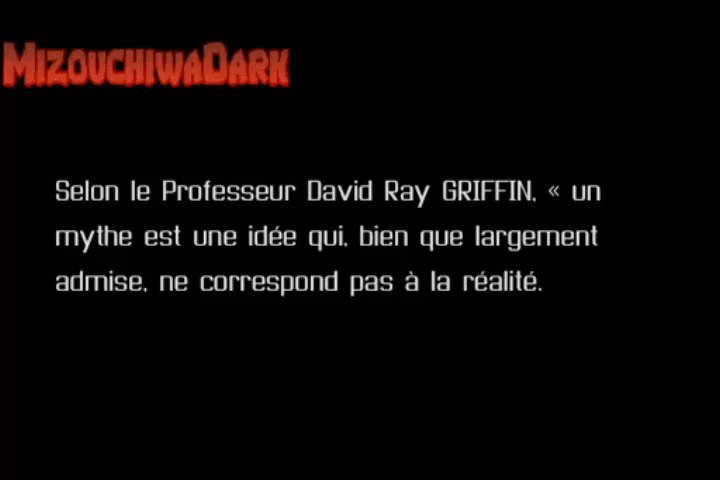 MizouchiwaDark
Selon le Professeur David Ray GRIFFIN, « un
mythe est une idée qui, bien que largement
admise, ne correspond pas à la réalité.